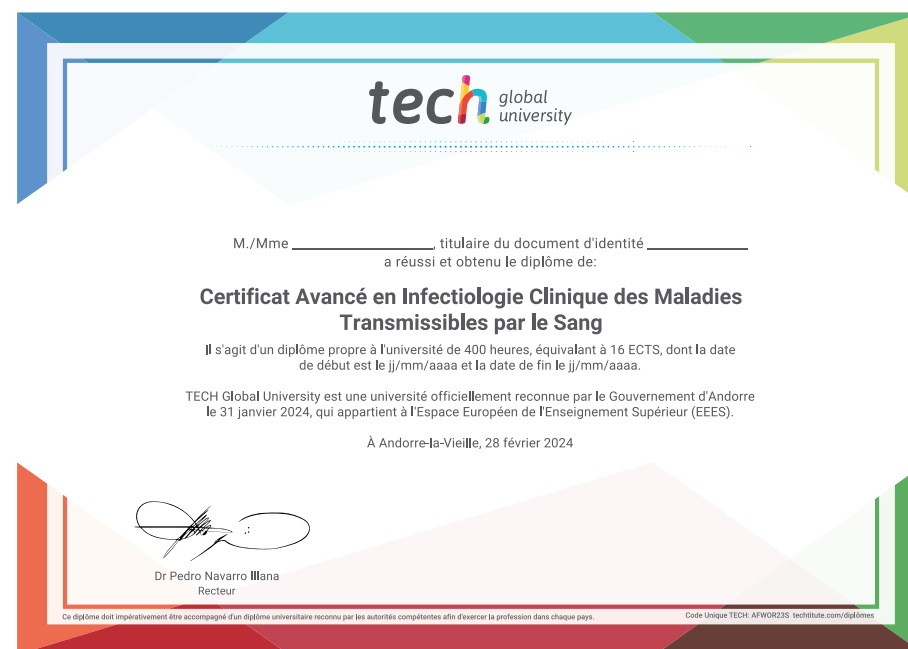 tech global university
M./Mme ____________, titulaire du document d'identité ____________
a réussi et obtenu le diplôme de:
Certificat Avancé en Infectiologie Clinique des Maladies
Transmissibles par le Sang
Il s'agit d'un diplôme propre à l'université de 400 heures, équivalant à 16 ECTS, dont la date
de début est le jj/mm/aaaa et la date de fin le jj/mm/aaaa.
TECH Global University est une université officiellement reconnue par le Gouvernement d'Andorre
le 31 janvier 2024, qui appartient à l'Espace Européen de l'Enseignement Supérieur (EEES).
À Andorre-la-Vieille, 28 février 2024
Dr Pedro Navarro Illana
Recteur
Ce diplôme doit impérativement être accompagné d'un diplôme universitaire reconnu par les autorités compétentes afin d'exercer la profession dans chaque pays.
Code Unique TECH: AFWOR23S techtitute.com/diplômes